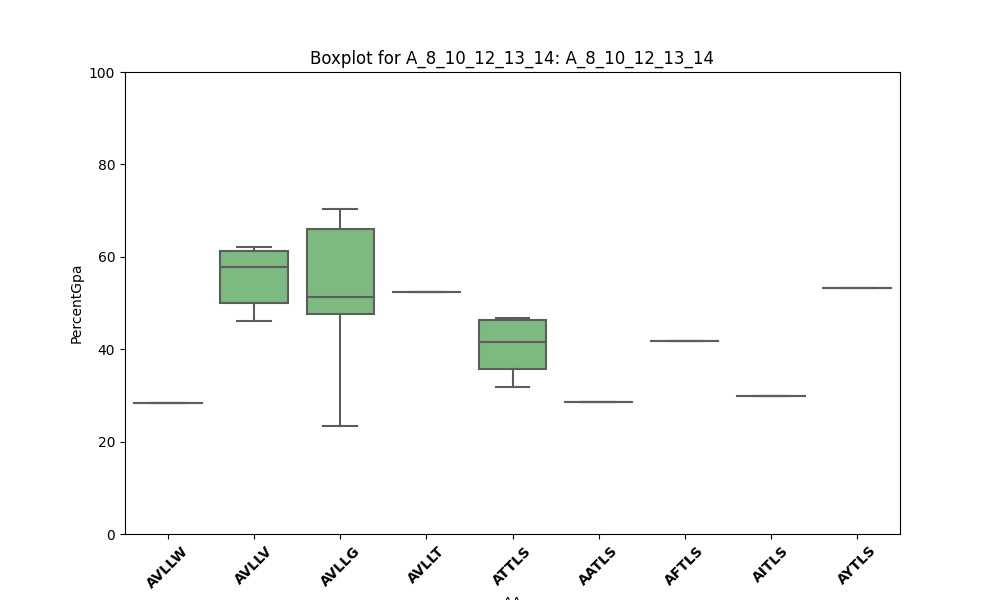 Boxplot for A_8_10_12_13_14: A_8_10_12_13_14
100
80
60
40
20
0
PercentGpa
AVLLW
AVLLV
AVLLG
AVLLT
ATTLS
AATLS
AFTLS
AITLS
AYTLS